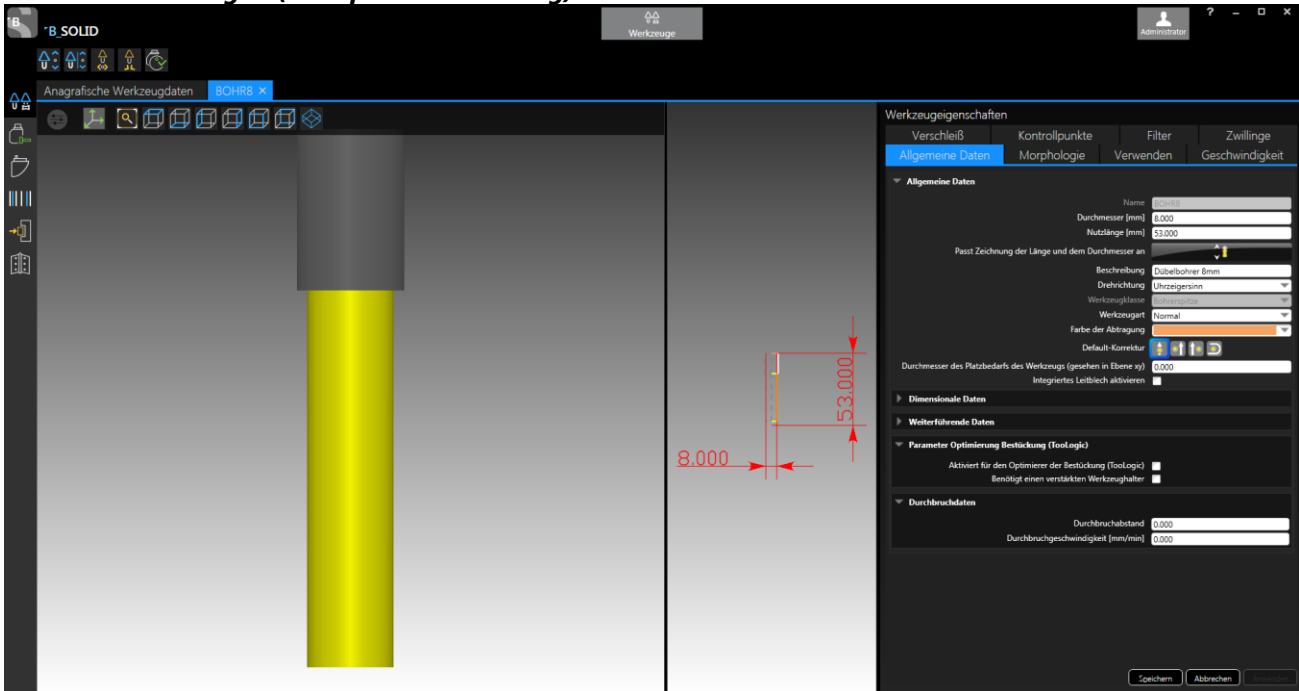 B_SOLID
Werkzeuge
Administrator
? – □ ×
Anagrafische Werkzeugdaten BOHR8 ×
Werkzeugeigenschaften
Verschleiß Kontrollpunkte Filter Zwillinge
Allgemeine Daten Morphologie Verwenden Geschwindigkeit
Allgemeine Daten
Name BOHR8
Durchmesser [mm] 8.000
Nutzlänge [mm] 53.000
Passt Zeichnung der Länge und dem Durchmesser an
Beschreibung Dübelbohrer 8mm
Drehrichtung Uhrzeigersinn
Werkzeugklasse Bohrerspitze
Werkzeugart Normal
Farbe der Abtragung
Default-Korrektur
Durchmesser des Platzbedarfs des Werkzeugs (gesehen in Ebene xy) 0.000
Integriertes Leitblech aktivieren
Dimensionale Daten
Weiterführende Daten
Parameter Optimierung Bestückung (TooLogic)
Aktiviert für den Optimierer der Bestückung (TooLogic)
Benötigt einen verstärkten Werkzeughalter
Durchbruchdaten
Durchbruchabstand 0.000
Durchbruchgeschwindigkeit [mm/min] 0.000
53.000
8.000
Speichern Abbrechen Anwenden